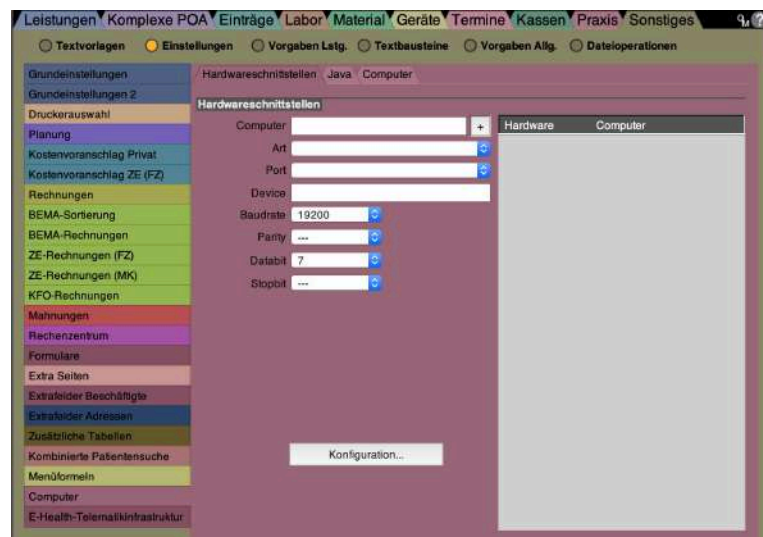 Leistungen Komplexe POA Einträge Labor Material Geräte Termine Kassen Praxis Sonstiges
Textvorlagen Einstellungen Vorgaben Lstg. Textbausteine Vorgaben Allg. Dateioperationen
Grundeinstellungen
Grundeinstellungen 2
Druckerauswahl
Planung
Kostenvoranschlag Privat
Kostenvoranschlag ZE (FZ)
Rechnungen
BEMA-Sortierung
BEMA-Rechnungen
ZE-Rechnungen (FZ)
ZE-Rechnungen (MK)
KFO-Rechnungen
Mahnungen
Rechenzentrum
Formulare
Extra Seiten
Extrafelder Beschäftigte
Extrafelder Adressen
Zusätzliche Tabellen
Kombinierte Patientensuche
Menüformeln
Computer
E-Health-Telematikinfrastruktur
Hardwareschnittstellen Java Computer
Hardwareschnittstellen
Computer +
Art
Port
Device
Baudrate 19200
Parity ---
Databit 7
Stopbit ---
Konfiguration...
Hardware Computer